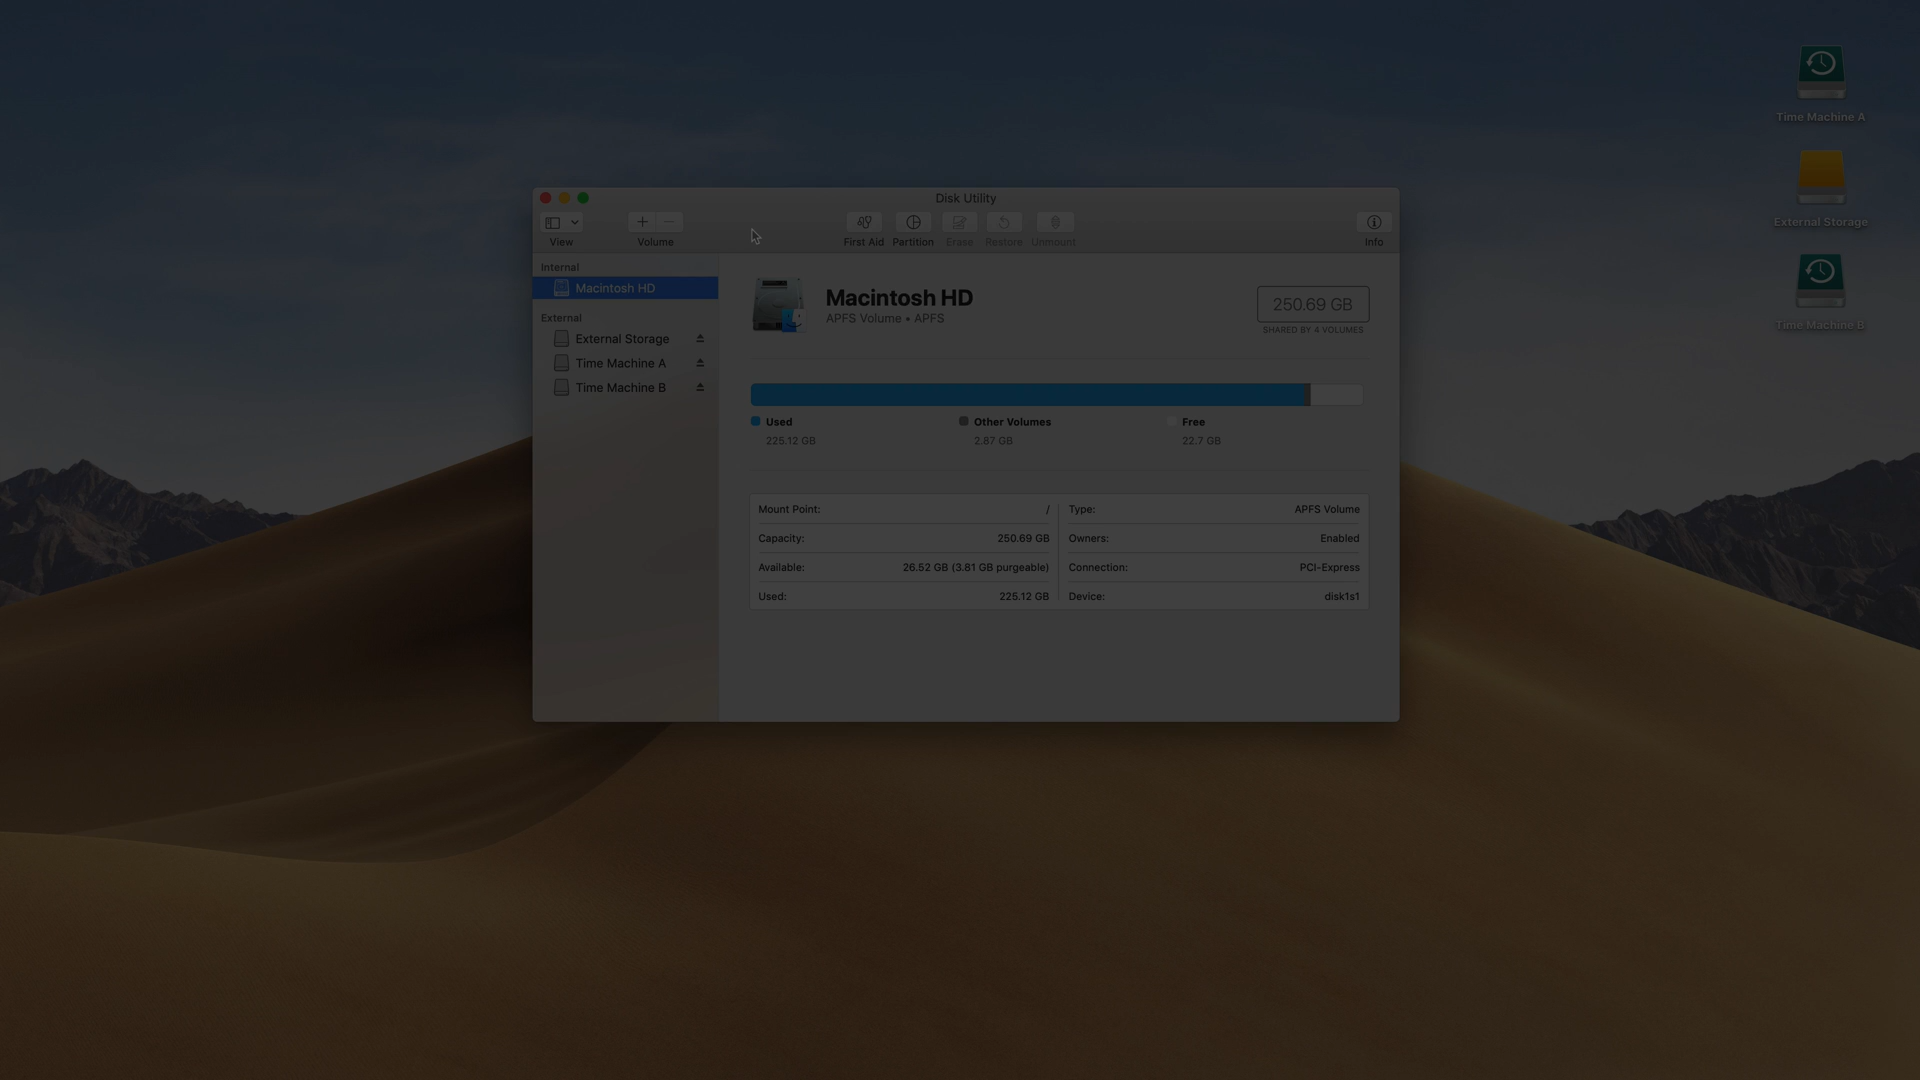 Time Machine A
External Storage
Time Machine B
Disk Utility
View
Volume
First Aid
Partition
Erase
Restore
Unmount
Info
Internal
Macintosh HD
External
External Storage
Time Machine A
Time Machine B
Macintosh HD
APFS Volume • APFS
250.69 GB
SHARED BY 4 VOLUMES
Used
225.12 GB
Other Volumes
2.87 GB
Free
22.7 GB
Mount Point: /
Capacity: 250.69 GB
Available: 26.52 GB (3.81 GB purgeable)
Used: 225.12 GB
Type: APFS Volume
Owners: Enabled
Connection: PCI-Express
Device: disk1s1